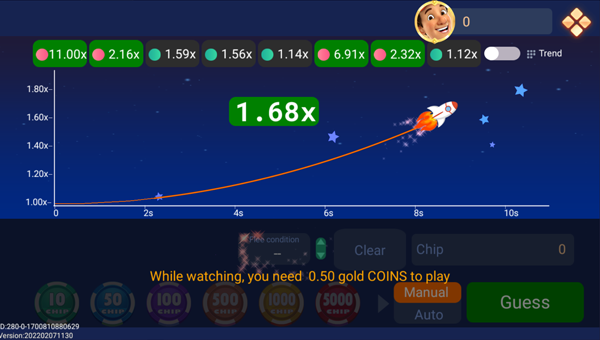 0
11.00x 2.16x 1.59x 1.56x 1.14x 6.91x 2.32x 1.12x Trend
1.80x
1.68x
1.60x
1.40x
1.20x
1.00x
0 2s 4s 6s 8s 10s
condition
Clear Chip 0
While watching, you need 0.50 gold COINS to play
10 50 100 500 1000 5000 Manual Guess
Auto
D:280-0-1700810880629
Version:202202071130